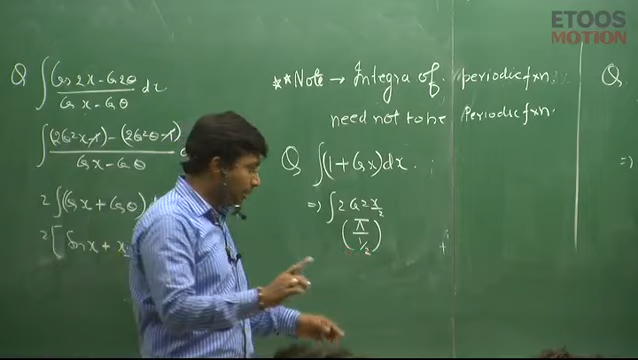 ETOOS
MOTION
Q ∫ (Cos 2x - Cos 2θ)/(Cos x - Cos θ) dx
∫ ((2Cos²x - 1) - (2Cos²θ - 1))/(Cos x - Cos θ)
2 ∫ (Cos x + Cos θ)
2 [ Sin x + x
**Note → Integra of periodic fxn.
need not to be Periodic fxn.
Q ∫ (1 + Cos x) dx.
⇒ ∫ 2 Cos² x/2
(π / 1/2)
Q
⇒